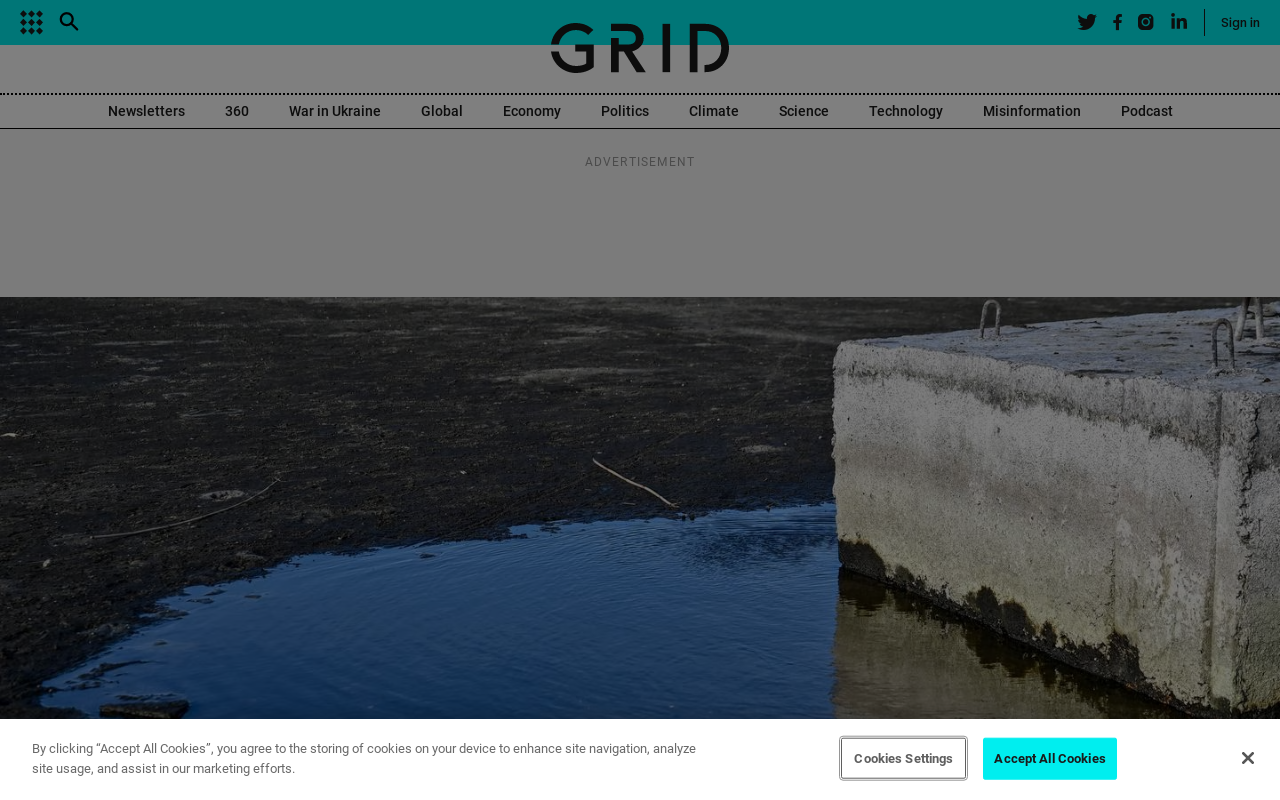 Sign in
GRID
Newsletters 360 War in Ukraine Global Economy Politics Climate Science Technology Misinformation Podcast
ADVERTISEMENT
By clicking “Accept All Cookies”, you agree to the storing of cookies on your device to enhance site navigation, analyze
site usage, and assist in our marketing efforts.
Cookies Settings
Accept All Cookies